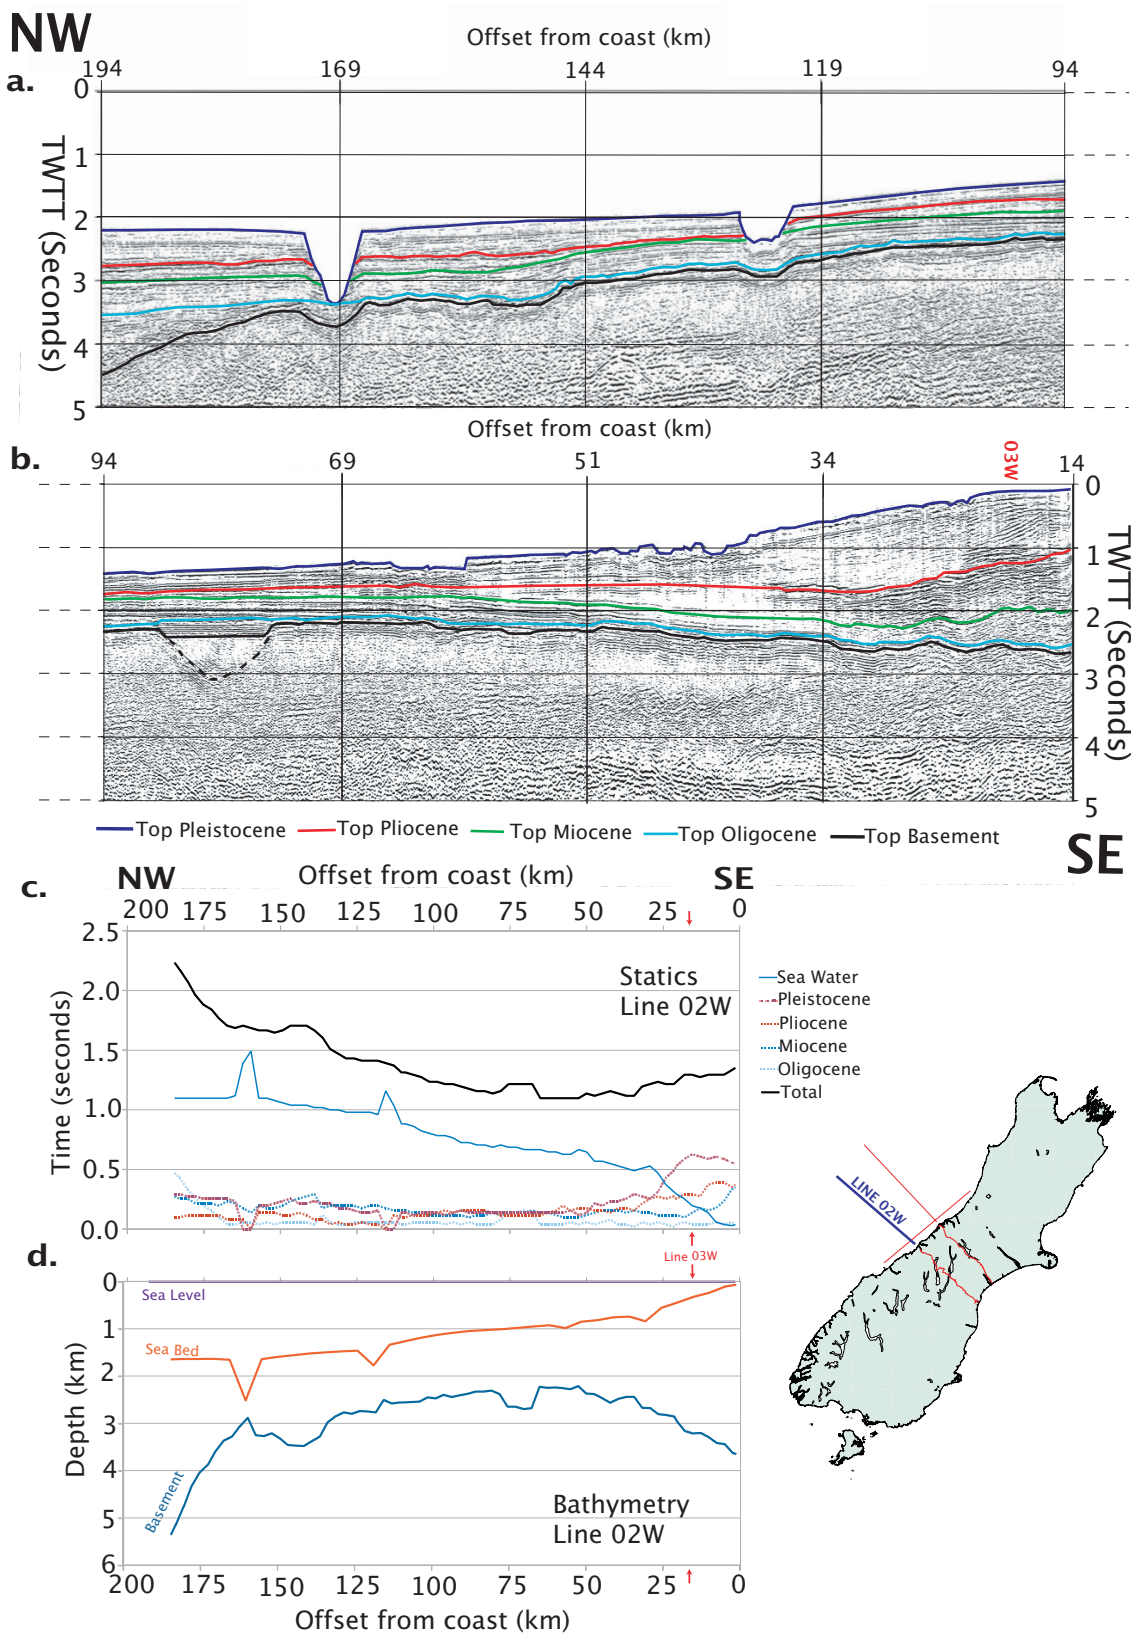 NW
Offset from coast (km)
194 169 144 119 94
a.
0
1
2
3
4
5
TWTT (Seconds)
Offset from coast (km)
b.
94 69 51 34 03W 14
0
1
2
3
4
5
TWTT (Seconds)
Top Pleistocene Top Pliocene Top Miocene Top Oligocene Top Basement
SE
c.
NW Offset from coast (km) SE
200 175 150 125 100 75 50 25 0
2.5
2.0
1.5
1.0
0.5
0.0
Time (seconds)
Statics
Line 02W
Sea Water
Pleistocene
Pliocene
Miocene
Oligocene
Total
LINE 02W
Line 03W
d.
0
1
2
3
4
5
6
Depth (km)
Sea Level
Sea Bed
Basement
Bathymetry
Line 02W
200 175 150 125 100 75 50 25 0
Offset from coast (km)